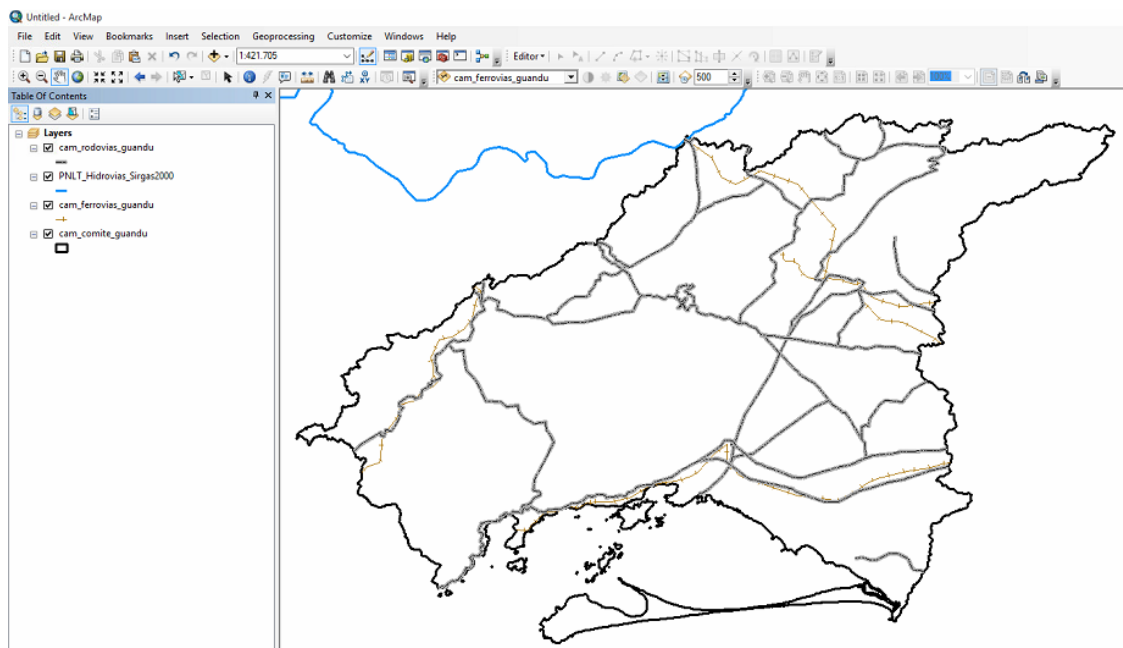 Untitled - ArcMap
File Edit View Bookmarks Insert Selection Geoprocessing Customize Windows Help
1:421.705
Editor
cam_ferrovias_guandu
500
Table Of Contents
Layers
cam_rodovias_guandu
PNLT_Hidrovias_Sirgas2000
cam_ferrovias_guandu
cam_comite_guandu